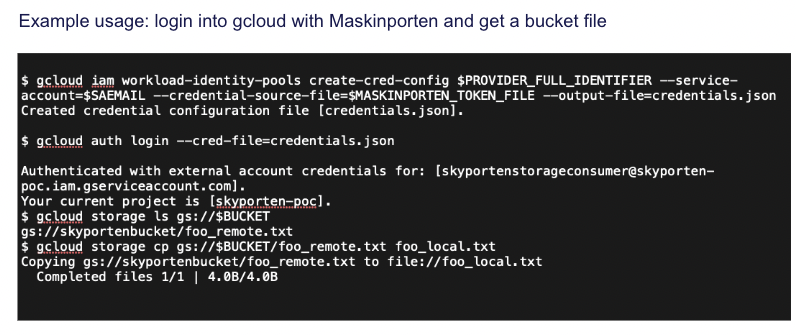 Example usage: login into gcloud with Maskinporten and get a bucket file
$ gcloud iam workload-identity-pools create-cred-config $PROVIDER_FULL_IDENTIFIER --service-
account=$SAEMAIL --credential-source-file=$MASKINPORTEN_TOKEN_FILE --output-file=credentials.json
Created credential configuration file [credentials.json].
$ gcloud auth login --cred-file=credentials.json
Authenticated with external account credentials for: [skyportenstorageconsumer@skyporten-
poc.iam.gserviceaccount.com].
Your current project is [skyporten-poc].
$ gcloud storage ls gs://$BUCKET
gs://skyportenbucket/foo_remote.txt
$ gcloud storage cp gs://$BUCKET/foo_remote.txt foo_local.txt
Copying gs://skyportenbucket/foo_remote.txt to file://foo_local.txt
  Completed files 1/1 | 4.0B/4.0B